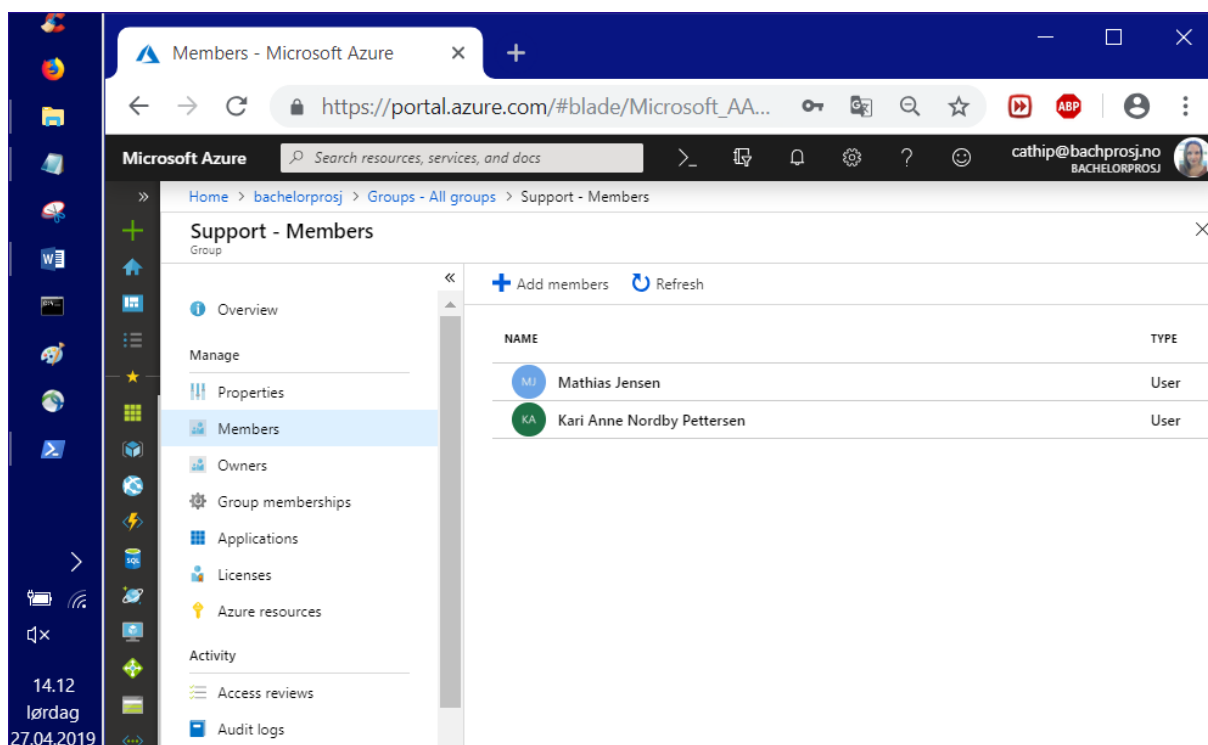 Members - Microsoft Azure
https://portal.azure.com/#blade/Microsoft_AA...
ABP
Microsoft Azure
Search resources, services, and docs
cathip@bachprosj.no
BACHELORPROSJ
Home > bachelorprosj > Groups - All groups > Support - Members
Support - Members
Group
Add members
Refresh
Overview
Manage
Properties
Members
Owners
Group memberships
Applications
Licenses
Azure resources
Activity
Access reviews
Audit logs
NAME TYPE
MJ Mathias Jensen User
KA Kari Anne Nordby Pettersen User
SQL
14.12
lørdag
27.04.2019